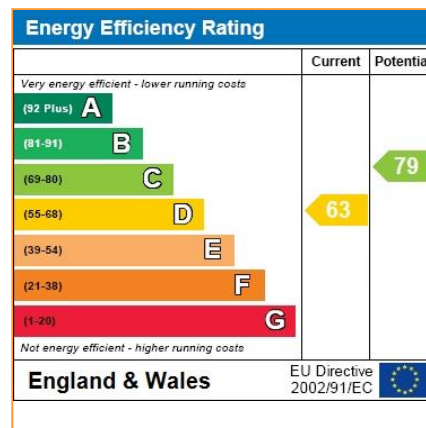 Energy Efficiency Rating
Current Potentia
Very energy efficient - lower running costs
(92 Plus) A
(81-91) B
(69-80) C
79
(55-68) D
63
(39-54) E
(21-38) F
(1-20) G
Not energy efficient - higher running costs
England & Wales
EU Directive
2002/91/EC